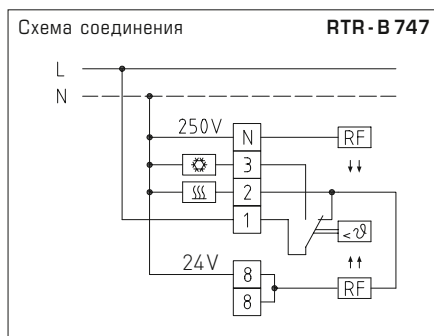 Схема соединения RTR-B 747
L
N
250V N RF
3
2
1 <ϑ
24V 8
8 RF